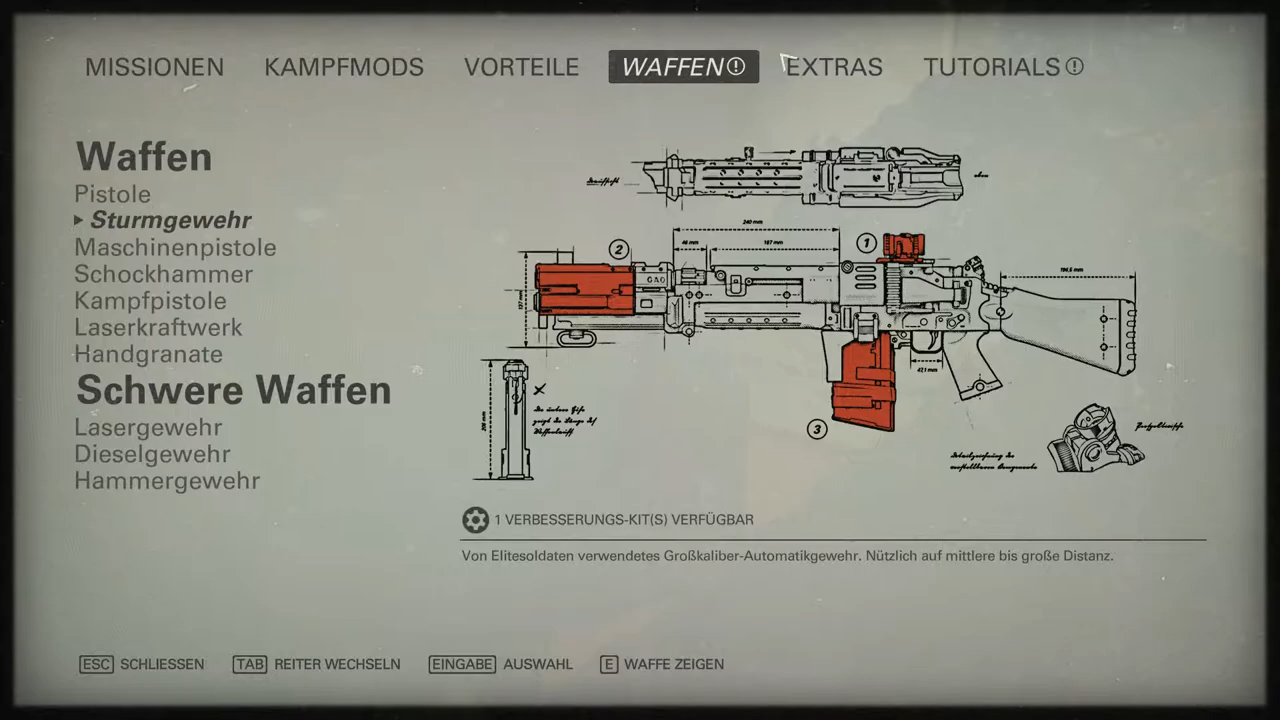 MISSIONEN KAMPFMODS VORTEILE WAFFEN EXTRAS TUTORIALS
Waffen
Pistole
Sturmgewehr
Maschinenpistole
Schockhammer
Kampfpistole
Laserkraftwerk
Handgranate
Schwere Waffen
Lasergewehr
Dieselgewehr
Hammergewehr
240 mm
46 mm 187 mm
2
1
3
1 VERBESSERUNGS-KIT(S) VERFÜGBAR
Von Elitesoldaten verwendetes Großkaliber-Automatikgewehr. Nützlich auf mittlere bis große Distanz.
ESC SCHLIESSEN TAB REITER WECHSELN EINGABE AUSWAHL E WAFFE ZEIGEN